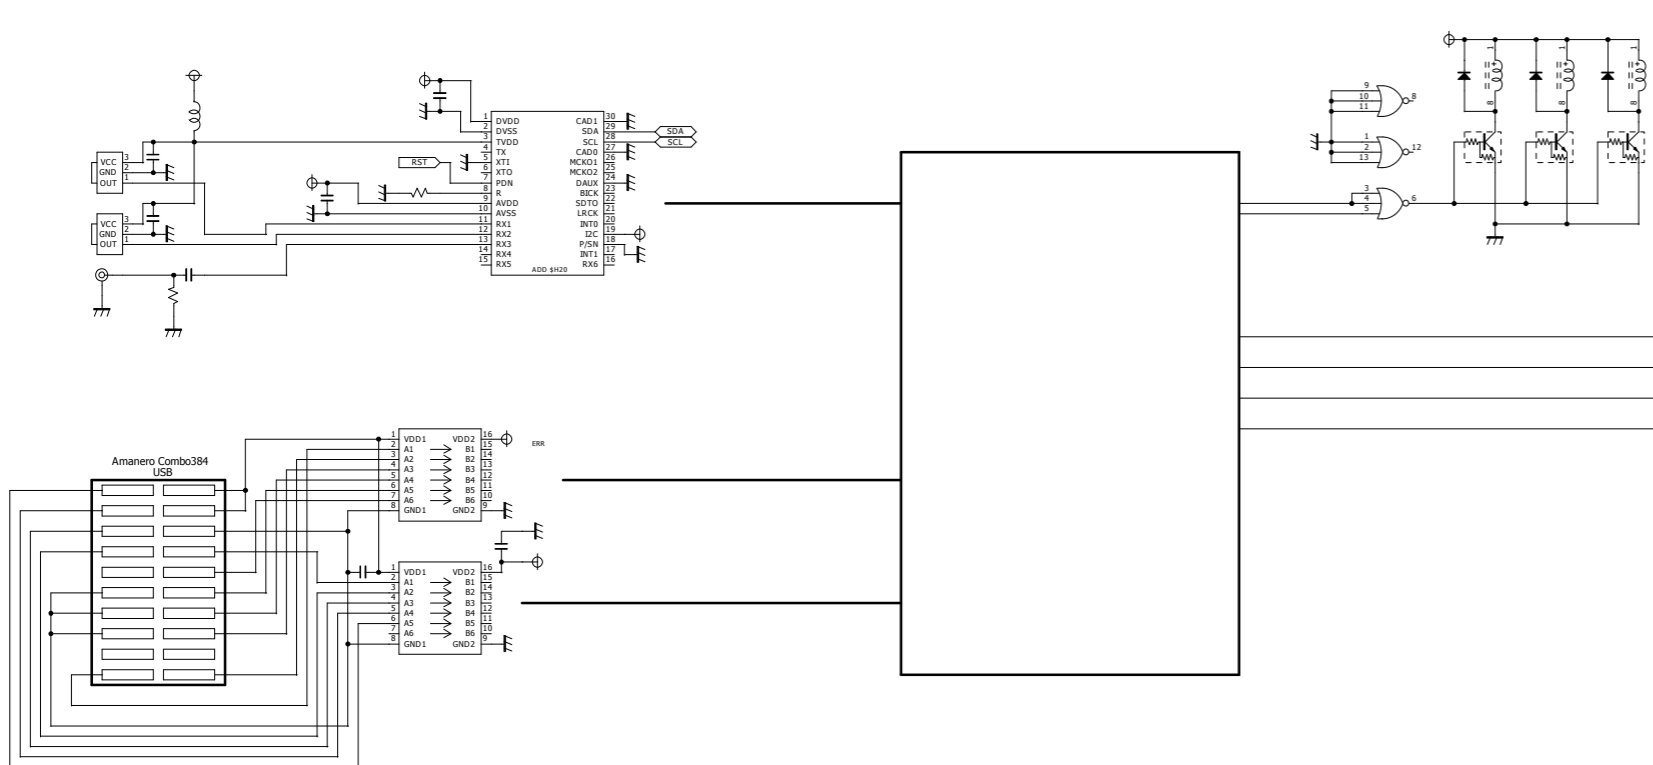 1
1
1
8
8
8
9
10
11
8
1
2
13
12
3
4
5
6
VCC 3
GND 2
OUT 1
VCC 3
GND 2
OUT 1
RST
1 DVDD CAD1 30
2 DVSS SDA 29 SDA
3 TVDD SCL 28 SCL
4 TX CAD0 27
5 XTI MCKO1 26
6 XTO MCKO2 25
7 PDN DAUX 24
8 R BICK 23
9 AVDD SDTO 22
10 AVSS LRCK 21
11 RX1 INT0 20
12 RX2 I2C 19
13 RX3 P/SN 18
14 RX4 INT1 17
15 RX5 RX6 16
ADD $H20
Amanero Combo384
USB
1 VDD1 VDD2 16
2 A1 B1 15
3 A2 B2 14
4 A3 B3 13
5 A4 B4 12
6 A5 B5 11
7 A6 B6 10
8 GND1 GND2 9
ERR
1 VDD1 VDD2 16
2 A1 B1 15
3 A2 B2 14
4 A3 B3 13
5 A4 B4 12
6 A5 B5 11
7 A6 B6 10
8 GND1 GND2 9